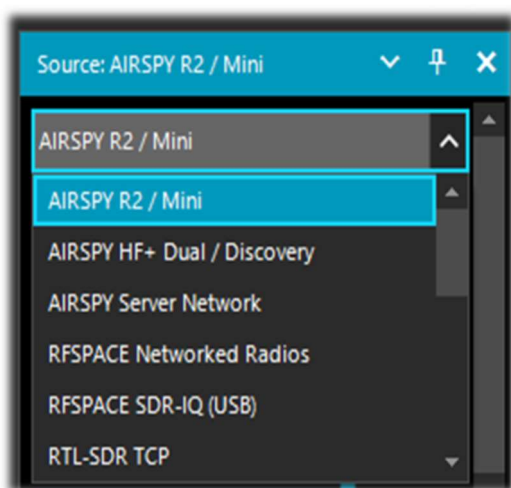 Source: AIRSPY R2 / Mini
AIRSPY R2 / Mini
AIRSPY R2 / Mini
AIRSPY HF+ Dual / Discovery
AIRSPY Server Network
RFSPACE Networked Radios
RFSPACE SDR-IQ (USB)
RTL-SDR TCP